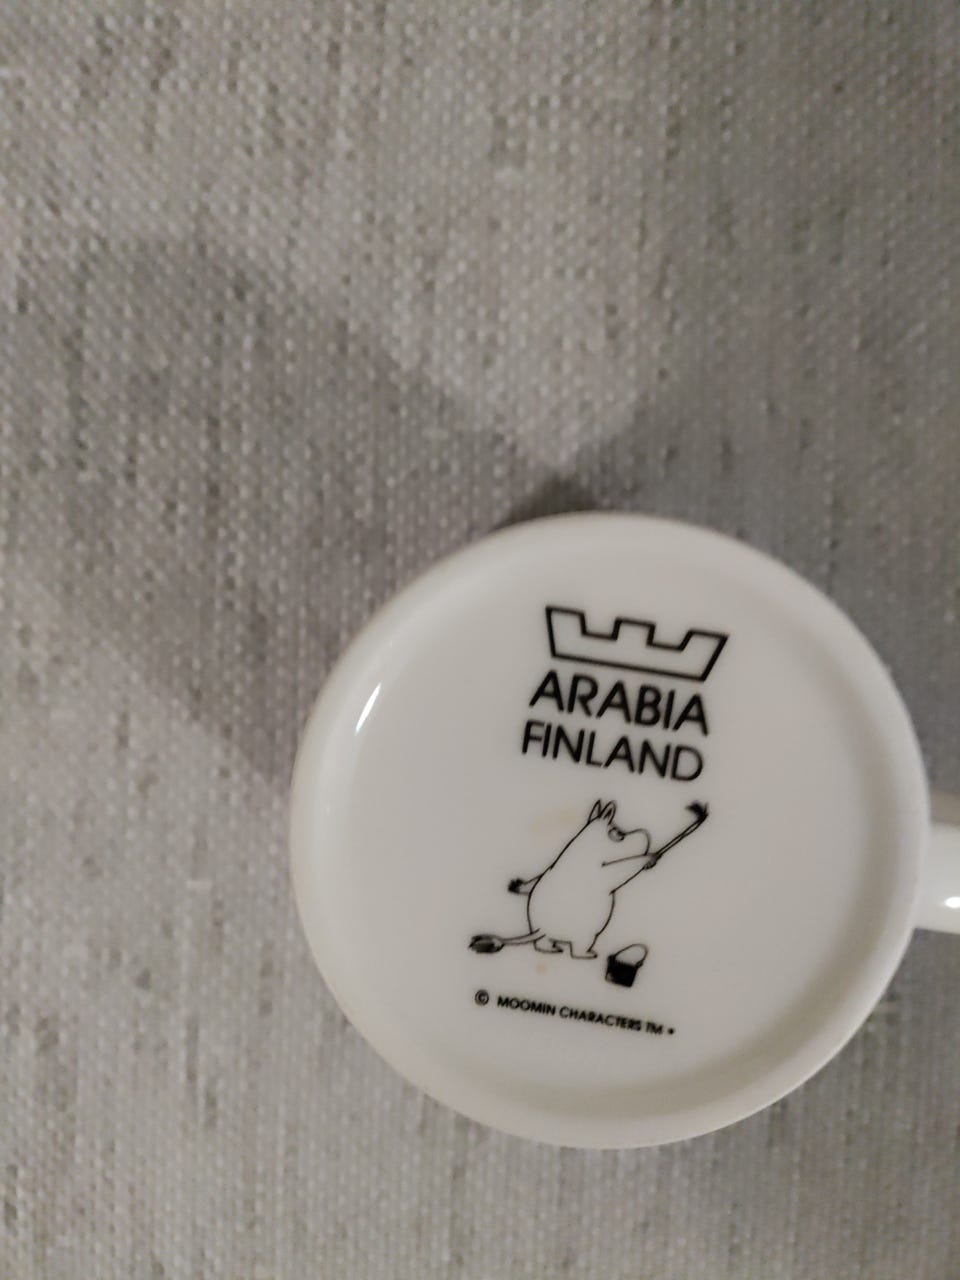 ARABIA
FINLAND
© MOOMIN CHARACTERS TM •